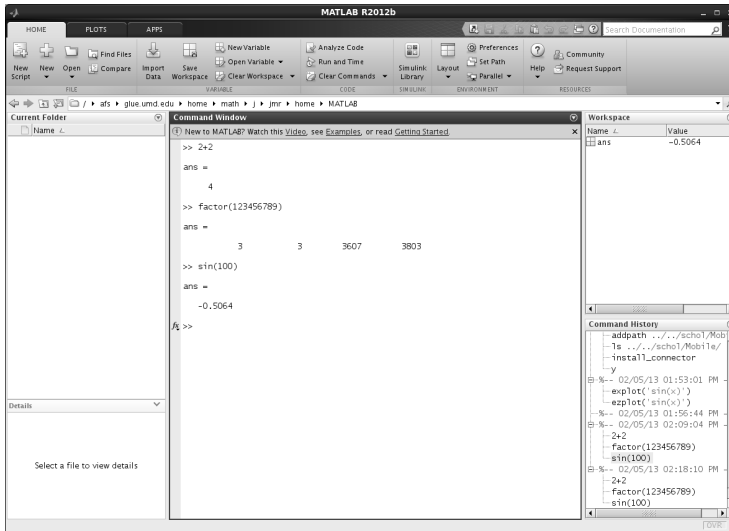 MATLAB R2012b
HOME PLOTS APPS
Search Documentation
New Script
New
Open
Find Files
Compare
FILE
Import Data
Save Workspace
New Variable
Open Variable
Clear Workspace
VARIABLE
Analyze Code
Run and Time
Clear Commands
CODE
Simulink Library
SIMULINK
Layout
Preferences
Set Path
Parallel
ENVIRONMENT
Help
Community
Request Support
RESOURCES
/ afs glue.umd.edu home math j jmr home MATLAB
Current Folder
Name
Details
Select a file to view details
Command Window
New to MATLAB? Watch this Video, see Examples, or read Getting Started.
>> 2+2
ans =
4
>> factor(123456789)
ans =
3 3 3607 3803
>> sin(100)
ans =
-0.5064
fx >>
Workspace
Name Value
ans -0.5064
Command History
addpath ../../schol/Mob
ls ../../schol/Mobile/
install_connector
y
%-- 02/05/13 01:53:01 PM -
explot('sin(x)')
ezplot('sin(x)')
%-- 02/05/13 01:56:44 PM -
%-- 02/05/13 02:09:04 PM -
2+2
factor(123456789)
sin(100)
%-- 02/05/13 02:18:10 PM -
2+2
factor(123456789)
sin(100)
OVR